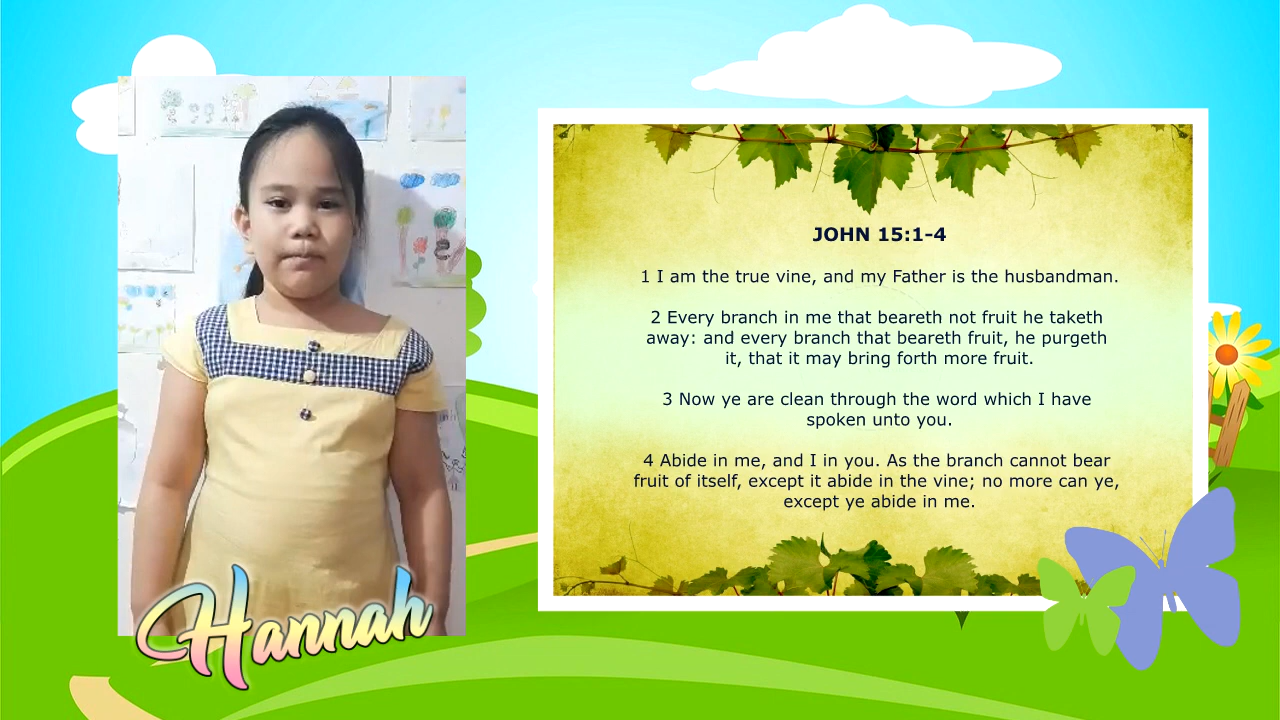 JOHN 15:1-4
1 I am the true vine, and my Father is the husbandman.
2 Every branch in me that beareth not fruit he taketh
away: and every branch that beareth fruit, he purgeth
it, that it may bring forth more fruit.
3 Now ye are clean through the word which I have
spoken unto you.
4 Abide in me, and I in you. As the branch cannot bear
fruit of itself, except it abide in the vine; no more can ye,
except ye abide in me.
Hannah